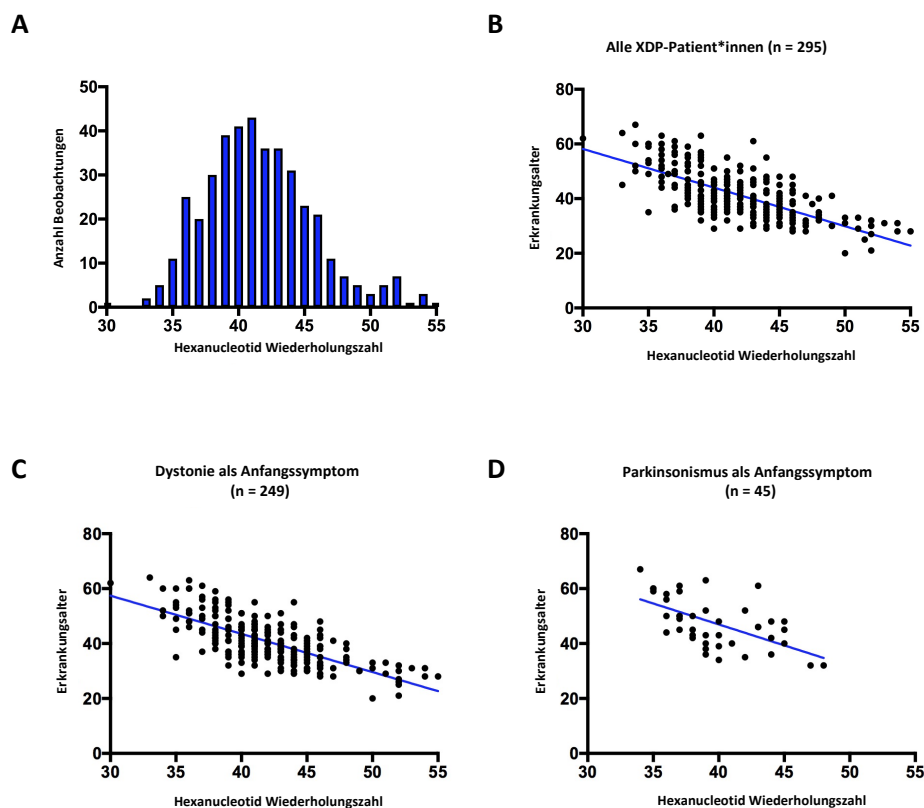 A
B
Alle XDP-Patient*innen (n = 295)
50
40
30
20
10
0
30
35
40
45
50
55
Anzahl Beobachtungen
Hexanucleotid Wiederholungszahl
80
60
40
20
0
30
35
40
45
50
55
Erkrankungsalter
Hexanucleotid Wiederholungszahl
C
D
Dystonie als Anfangssymptom
(n = 249)
80
60
40
20
0
30
35
40
45
50
55
Erkrankungsalter
Hexanucleotid Wiederholungszahl
Parkinsonismus als Anfangssymptom
(n = 45)
80
60
40
20
0
30
35
40
45
50
55
Erkrankungsalter
Hexanucleotid Wiederholungszahl